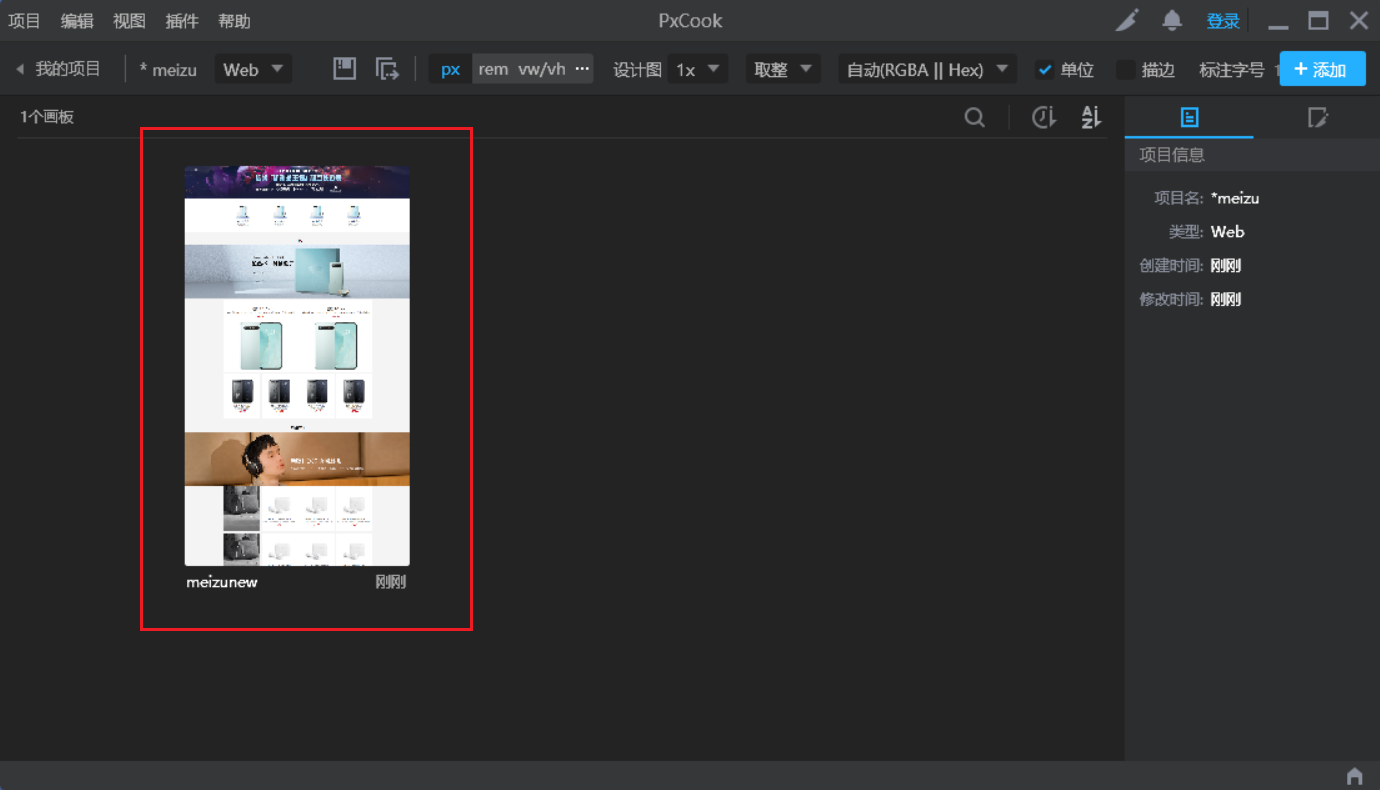 项目 编辑 视图 插件 帮助 PxCook 登录
我的项目 * meizu Web px rem vw/vh ··· 设计图 1x 取整 自动(RGBA || Hex) 单位 描边 标注字号 + 添加
1个画板
项目信息
项目名: *meizu
类型: Web
创建时间: 刚刚
修改时间: 刚刚
meizunew 刚刚